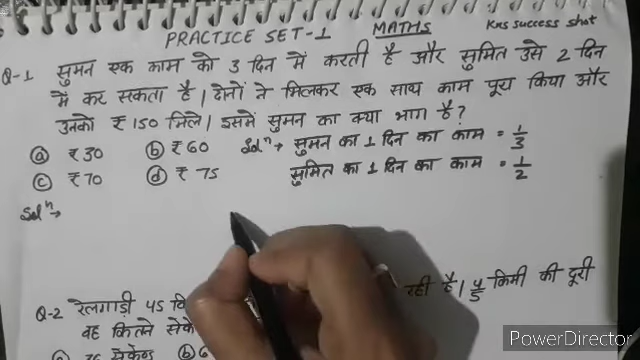 PRACTICE SET-1 MATHS KRS success shot
Q-1 सुमन एक काम को 3 दिन में करती है और सुमित उसे 2 दिन
में कर सकता है। दोनों ने मिलकर एक साथ काम पूरा किया और
उनको ₹150 मिले। इसमें सुमन का क्या भाग है?
ⓐ ₹30 ⓑ ₹60 Solⁿ→ सुमन का 1 दिन का काम = 1/3
ⓒ ₹70 ⓓ ₹75 सुमित का 1 दिन का काम = 1/2
Solⁿ→
Q-2 रेलगाड़ी 45 रही है। 4/5 किमी की दूरी
वह कितने
PowerDirector